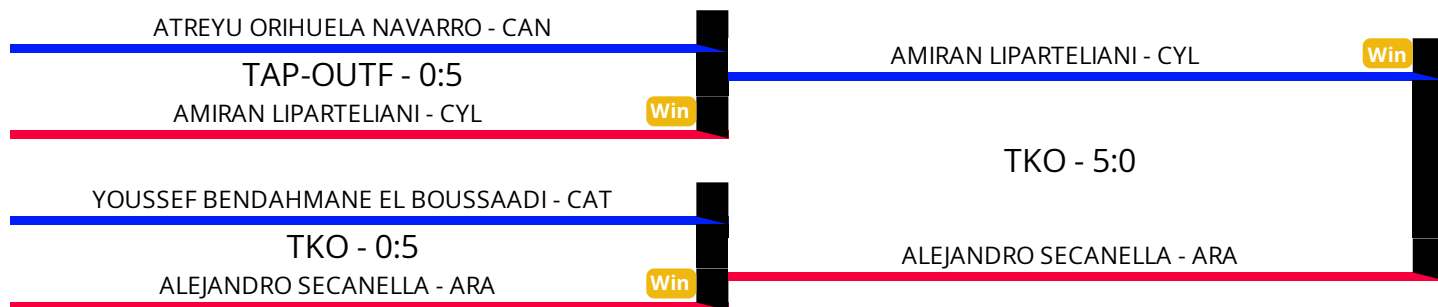 ATREYU ORIHUELA NAVARRO - CAN
TAP-OUTF - 0:5
AMIRAN LIPARTELIANI - CYL
Win
YOUSSEF BENDAHMANE EL BOUSSAADI - CAT
TKO - 0:5
ALEJANDRO SECANELLA - ARA
Win
AMIRAN LIPARTELIANI - CYL
Win
TKO - 5:0
ALEJANDRO SECANELLA - ARA